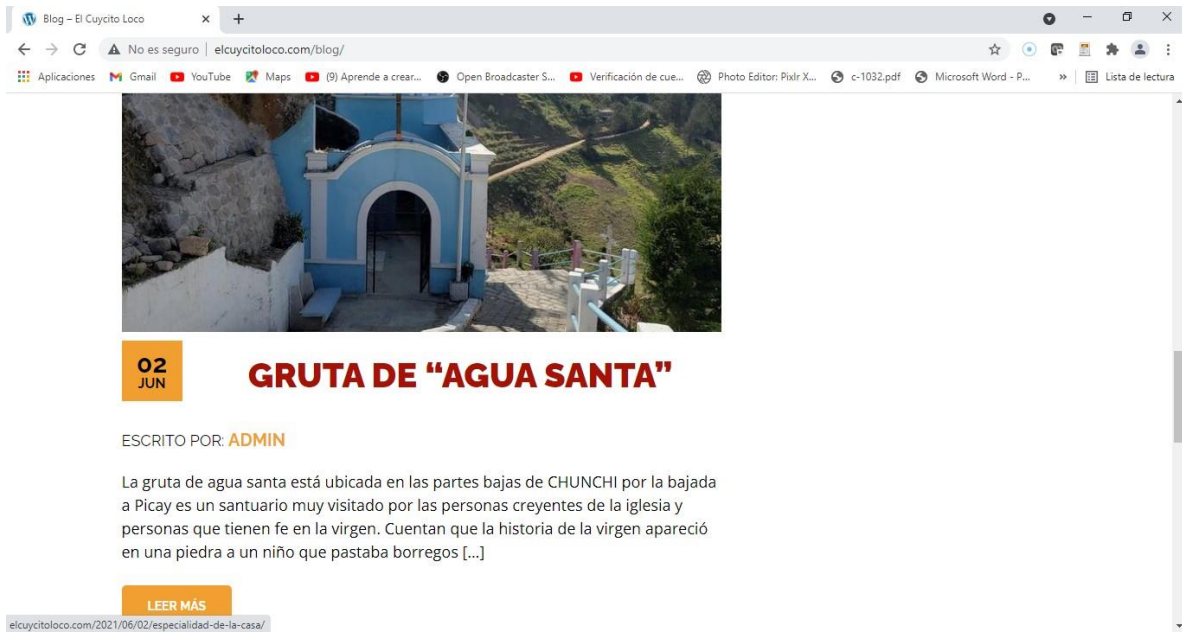 Blog – El Cuycito Loco
No es seguro elcuycitoloco.com/blog/
Aplicaciones Gmail YouTube Maps (9) Aprende a crear... Open Broadcaster S... Verificación de cue... Photo Editor: Pixlr X... c-1032.pdf Microsoft Word - P... » Lista de lectura
02
JUN
GRUTA DE “AGUA SANTA”
ESCRITO POR: ADMIN
La gruta de agua santa está ubicada en las partes bajas de CHUNCHI por la bajada
a Picay es un santuario muy visitado por las personas creyentes de la iglesia y
personas que tienen fe en la virgen. Cuentan que la historia de la virgen apareció
en una piedra a un niño que pastaba borregos [...]
LEER MÁS
elcuycitoloco.com/2021/06/02/especialidad-de-la-casa/